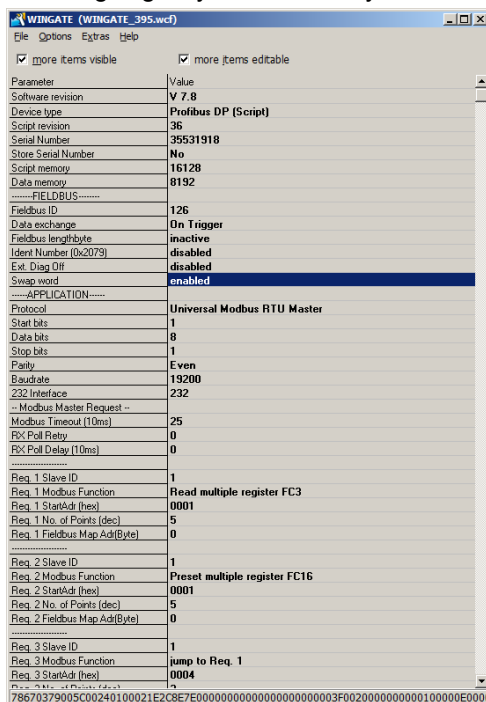 WINGATE (WINGATE_395.wcf)
File Options Extras Help
more items visible more items editable
Parameter Value
Software revision V 7.8
Device type Profibus DP (Script)
Script revision 36
Serial Number 35531918
Store Serial Number No
Script memory 16128
Data memory 8192
--------FIELDBUS--------
Fieldbus ID 126
Data exchange On Trigger
Fieldbus lengthbyte inactive
Ident Number (0x2079) disabled
Ext. Diag Off disabled
Swap word enabled
------APPLICATION------
Protocol Universal Modbus RTU Master
Start bits 1
Data bits 8
Stop bits 1
Parity Even
Baudrate 19200
232 Interface 232
-- Modbus Master Request --
Modbus Timeout (10ms) 25
RX Poll Retry 0
RX Poll Delay (10ms) 0
---------------------
Req. 1 Slave ID 1
Req. 1 Modbus Function Read multiple register FC3
Req. 1 StartAdr (hex) 0001
Req. 1 No. of Points (dec) 5
Req. 1 Fieldbus Map Adr(Byte) 0
---------------------
Req. 2 Slave ID 1
Req. 2 Modbus Function Preset multiple register FC16
Req. 2 StartAdr (hex) 0001
Req. 2 No. of Points (dec) 5
Req. 2 Fieldbus Map Adr(Byte) 0
---------------------
Req. 3 Slave ID 1
Req. 3 Modbus Function jump to Req. 1
Req. 3 StartAdr (hex) 0004